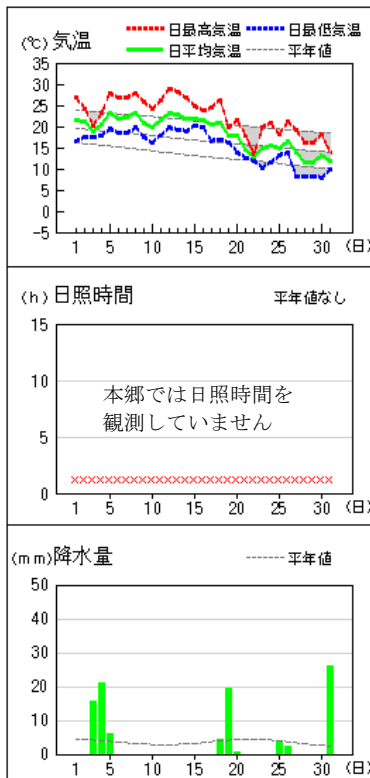 (℃) 気温
日最高気温 日最低気温
日平均気温 平年値
35
30
25
20
15
10
5
0
-5
1 5 10 15 20 25 30 (日)
(h) 日照時間 平年値なし
15
10
5
0
本郷では日照時間を
観測していません
×××××××××××××××××××××××××××××××
1 5 10 15 20 25 30 (日)
(mm) 降水量 平年値
50
40
30
20
10
0
1 5 10 15 20 25 30 (日)